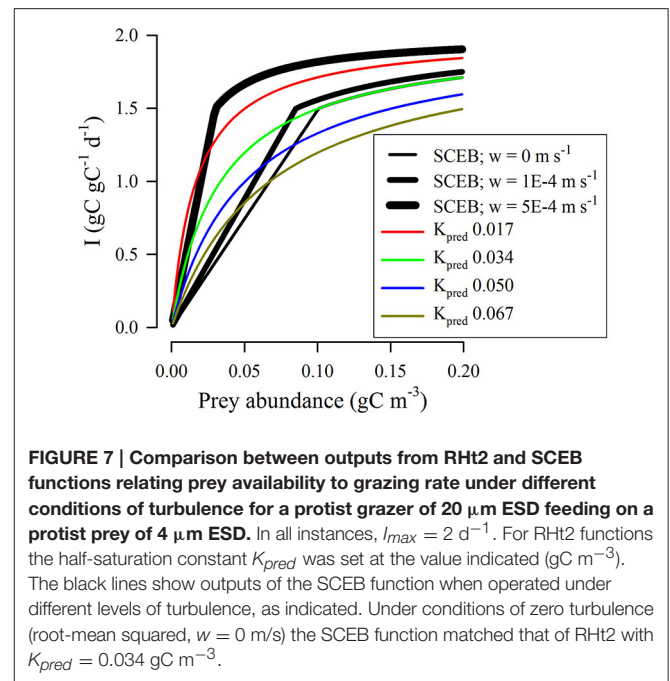 2.0
1.5
1.0
0.5
0.0
I (gC gC⁻¹ d⁻¹)
SCEB; w = 0 m s⁻¹
SCEB; w = 1E-4 m s⁻¹
SCEB; w = 5E-4 m s⁻¹
K_pred 0.017
K_pred 0.034
K_pred 0.050
K_pred 0.067
0.00 0.05 0.10 0.15 0.20
Prey abundance (gC m⁻³)
FIGURE 7 | Comparison between outputs from RHt2 and SCEB
functions relating prey availability to grazing rate under different
conditions of turbulence for a protist grazer of 20 μm ESD feeding on a
protist prey of 4 μm ESD. In all instances, I_max = 2 d⁻¹. For RHt2 functions
the half-saturation constant K_pred was set at the value indicated (gC m⁻³).
The black lines show outputs of the SCEB function when operated under
different levels of turbulence, as indicated. Under conditions of zero turbulence
(root-mean squared, w = 0 m/s) the SCEB function matched that of RHt2 with
K_pred = 0.034 gC m⁻³.